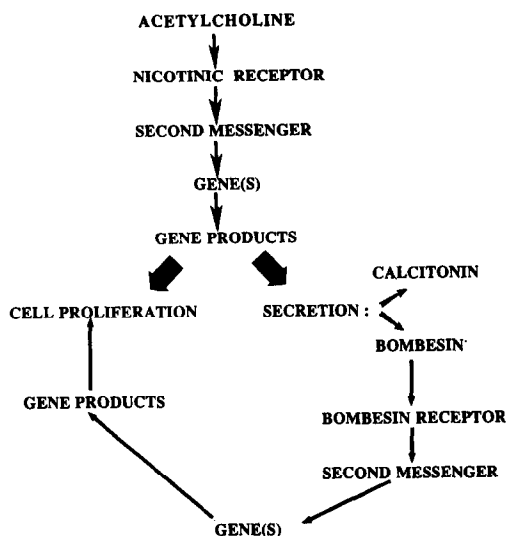 ACETYLCHOLINE
NICOTINIC RECEPTOR
SECOND MESSENGER
GENE(S)
GENE PRODUCTS
CALCITONIN
CELL PROLIFERATION
SECRETION :
BOMBESIN
GENE PRODUCTS
BOMBESIN RECEPTOR
SECOND MESSENGER
GENE(S)